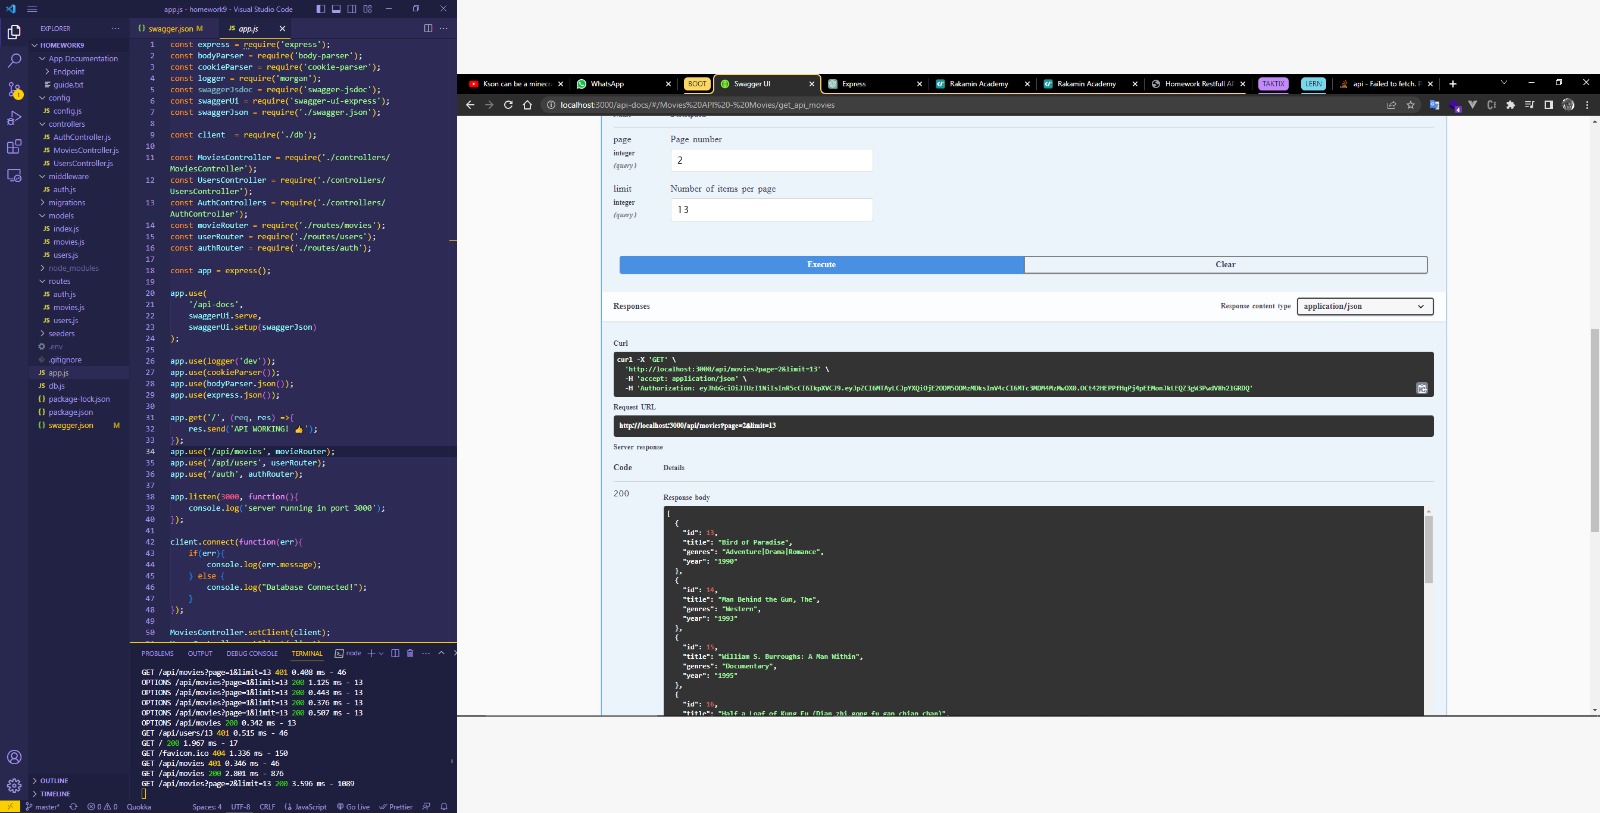 app.js - homework9 - Visual Studio Code
EXPLORER
HOMEWORK9
App Documentation
Endpoint
guide.txt
config
JS config.js
controllers
JS AuthController.js
JS MoviesController.js
JS UsersController.js
middleware
JS auth.js
migrations
models
JS index.js
JS movies.js
JS users.js
node_modules
routes
JS auth.js
JS movies.js
JS users.js
seeders
.env
.gitignore
JS app.js
JS db.js
{} package-lock.json
{} package.json
{} swagger.json M
OUTLINE
TIMELINE
{} swagger.json M
JS app.js
1 const express = require('express');
2 const bodyParser = require('body-parser');
3 const cookieParser = require('cookie-parser');
4 const logger = require('morgan');
5 const swaggerJsdoc = require('swagger-jsdoc');
6 const swaggerUi = require('swagger-ui-express');
7 const swaggerJson = require('./swagger.json');
8
9 const client = require('./db');
10
11 const MoviesController = require('./controllers/
MoviesController');
12 const UsersController = require('./controllers/
UsersController');
13 const AuthControllers = require('./controllers/
AuthController');
14 const movieRouter = require('./routes/movies');
15 const userRouter = require('./routes/users');
16 const authRouter = require('./routes/auth');
17
18 const app = express();
19
20 app.use(
21 "/api-docs",
22 swaggerUi.serve,
23 swaggerUi.setup(swaggerJson)
24 );
25
26 app.use(logger('dev'));
27 app.use(cookieParser());
28 app.use(bodyParser.json());
29 app.use(express.json());
30
31 app.get('/', (req, res) =>{
32 res.send('API WORKING! 👍');
33 });
34 app.use('/api/movies', movieRouter);
35 app.use('/api/users', userRouter);
36 app.use('/auth', authRouter);
37
38 app.listen(3000, function(){
39 console.log('server running in port 3000');
40 });
41
42 client.connect(function(err){
43 if(err){
44 console.log(err.message);
45 } else {
46 console.log("Database Connected!");
47 }
48 });
49
50 MoviesController.setClient(client);
PROBLEMS OUTPUT DEBUG CONSOLE TERMINAL node
GET /api/movies?page=1&limit=13 401 0.408 ms - 46
OPTIONS /api/movies?page=1&limit=13 200 1.125 ms - 13
OPTIONS /api/movies?page=1&limit=13 200 0.443 ms - 13
OPTIONS /api/movies?page=1&limit=13 200 0.376 ms - 13
OPTIONS /api/movies?page=1&limit=13 200 0.507 ms - 13
OPTIONS /api/movies 200 0.342 ms - 13
GET /api/users/13 401 0.515 ms - 46
GET / 200 1.967 ms - 17
GET /favicon.ico 404 1.336 ms - 150
GET /api/movies 401 0.346 ms - 46
GET /api/movies 200 2.801 ms - 876
GET /api/movies?page=2&limit=13 200 3.596 ms - 1089
master* 0 0 Quokka Spaces: 4 UTF-8 CRLF JavaScript Go Live Prettier
Kson can be a minec WhatsApp BOOT Swagger UI Express Rakamin Academy Rakamin Academy Homework Restfull AP TAKTIX LERN api - Failed to fetch.
localhost:3000/api-docs/#/Movies%20API%20-%20Movies/get_api_movies
page
integer
(query)
Page number
2
limit
integer
(query)
Number of items per page
13
Execute
Clear
Responses
Response content type
application/json
Curl
curl -X 'GET' \
'http://localhost:3000/api/movies?page=2&limit=13' \
-H 'accept: application/json' \
-H 'Authorization:
Request URL
http://localhost:3000/api/movies?page=2&limit=13
Server response
Code
Details
200
Response body
[
{
"id": 13,
"title": "Bird of Paradise",
"genres": "Adventure|Drama|Romance",
"year": "1990"
},
{
"id": 14,
"title": "Man Behind the Gun, The",
"genres": "Western",
"year": "1993"
},
{
"id": 15,
"title": "William S. Burroughs: A Man Within",
"genres": "Documentary",
"year": "1995"
},
{
"id": 16,
"title": "Half a Loaf of Kung Fu (Dian zhi gong fu gan chian chan)",